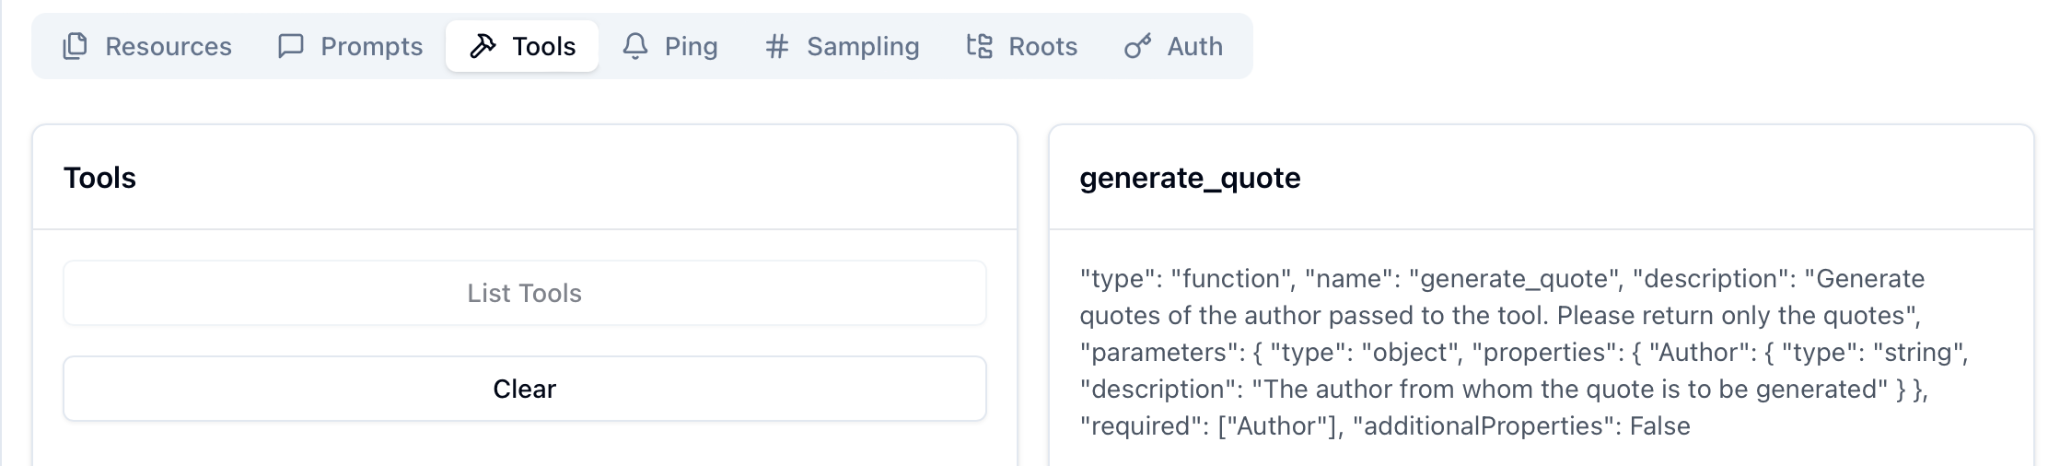 Resources Prompts Tools Ping Sampling Roots Auth
Tools
List Tools
Clear
generate_quote
"type": "function", "name": "generate_quote", "description": "Generate
quotes of the author passed to the tool. Please return only the quotes",
"parameters": { "type": "object", "properties": { "Author": { "type": "string",
"description": "The author from whom the quote is to be generated" } },
"required": ["Author"], "additionalProperties": False